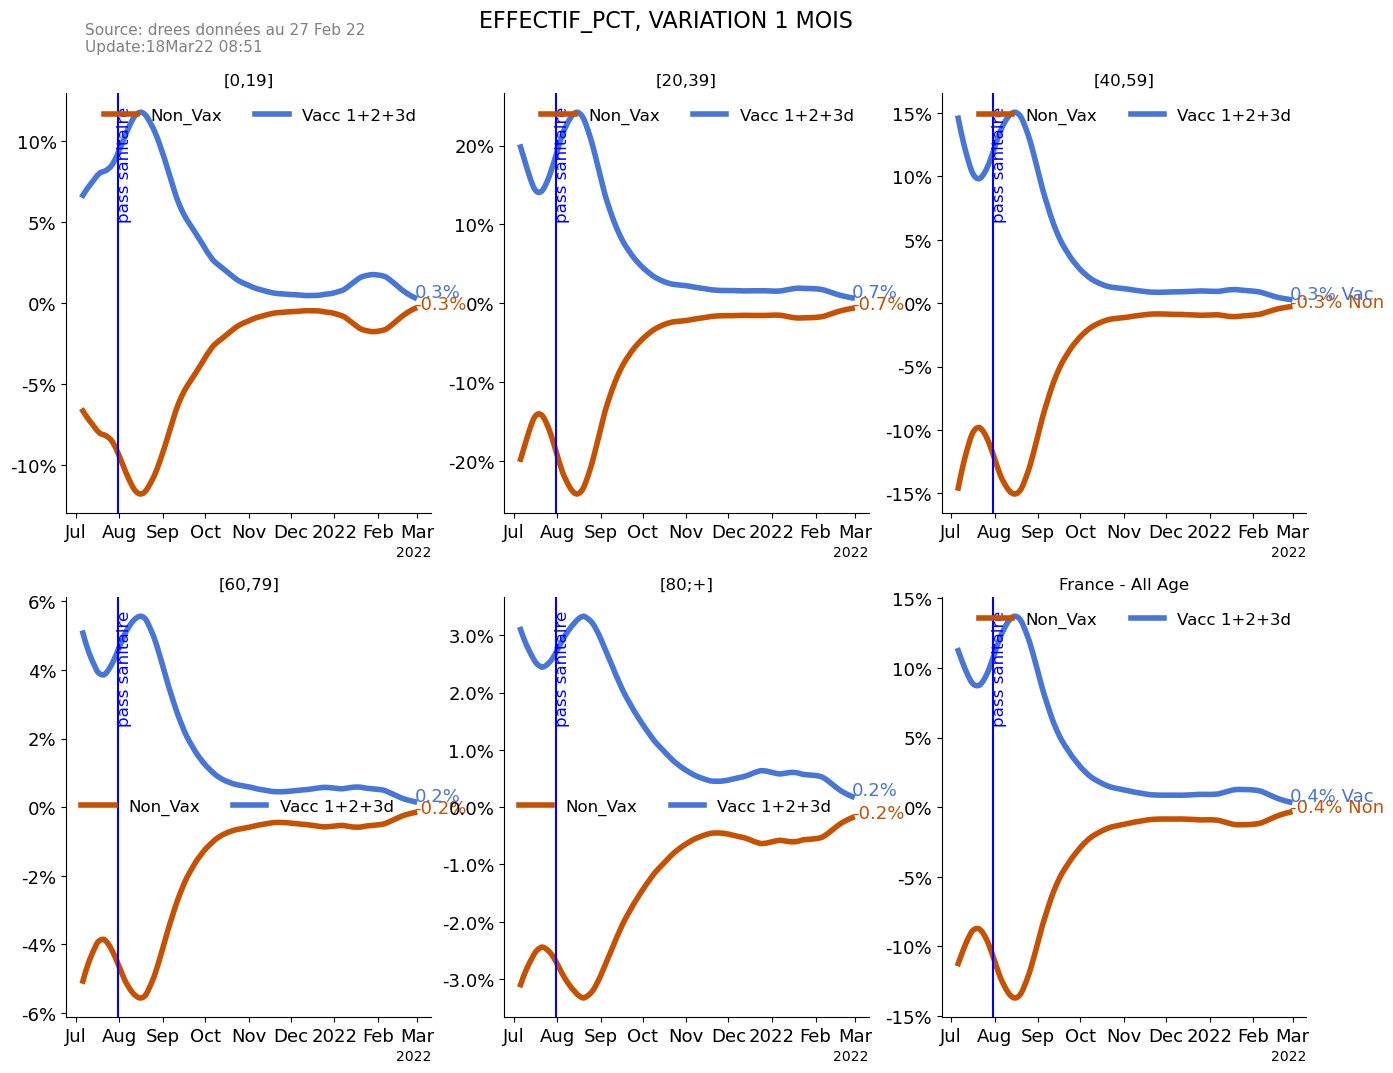 EFFECTIF_PCT, VARIATION 1 MOIS
Source: drees données au 27 Feb 22
Update:18Mar22 08:51
[0,19]
Non_Vax
Vacc 1+2+3d
pass sanitaire
10%
5%
0%
-5%
-10%
0.3%
-0.3%
Jul Aug Sep Oct Nov Dec 2022 Feb Mar
2022
[20,39]
Non_Vax
Vacc 1+2+3d
pass sanitaire
20%
10%
0%
-10%
-20%
0.7%
-0.7%
Jul Aug Sep Oct Nov Dec 2022 Feb Mar
2022
[40,59]
Non_Vax
Vacc 1+2+3d
pass sanitaire
15%
10%
5%
0%
-5%
-10%
-15%
0.3% Vac
-0.3% Non
Jul Aug Sep Oct Nov Dec 2022 Feb Mar
2022
[60,79]
pass sanitaire
6%
4%
2%
0%
-2%
-4%
-6%
Non_Vax
Vacc 1+2+3d
0.2%
-0.2%
Jul Aug Sep Oct Nov Dec 2022 Feb Mar
2022
[80;+]
pass sanitaire
3.0%
2.0%
1.0%
0.0%
-1.0%
-2.0%
-3.0%
Non_Vax
Vacc 1+2+3d
0.2%
-0.2%
Jul Aug Sep Oct Nov Dec 2022 Feb Mar
2022
France - All Age
Non_Vax
Vacc 1+2+3d
pass sanitaire
15%
10%
5%
0%
-5%
-10%
-15%
0.4% Vac
-0.4% Non
Jul Aug Sep Oct Nov Dec 2022 Feb Mar
2022